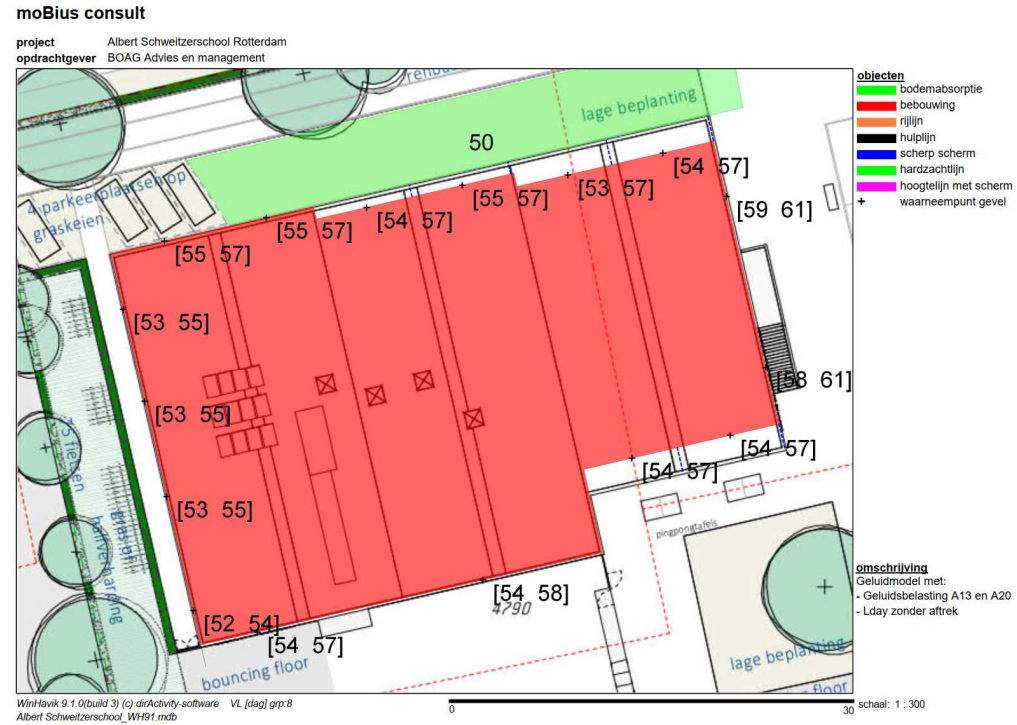 moBius consult
project Albert Schweitzerschool Rotterdam
opdrachtgever BOAG Advies en management
objecten
bodemabsorptie
bebouwing
rijlijn
hulplijn
scherp scherm
hardzachtlijn
hoogtelijn met scherm
waarneempunt gevel
lage beplanting
50
[54 57]
[53 57]
[55 57]
[54 57]
[55 57]
[55 57]
[59 61]
4 parkeerplaatsen op
graskeien
[53 55]
[58 61]
[53 55]
[54 57]
[54 57]
75 fietsen
[53 55]
halfverharding
pingpongtafels
[54 58]
4790
[52 54]
[54 57]
bouncing floor
lage beplanting
floor
omschrijving
Geluidmodel met:
- Geluidsbelasting A13 en A20
- Lday zonder aftrek
WinHavik 9.1.0(build 3) (c) dirActivity-software VL [dag] grp:8
Albert Schweitzerschool_WH91.mdb
0
30
schaal: 1 : 300